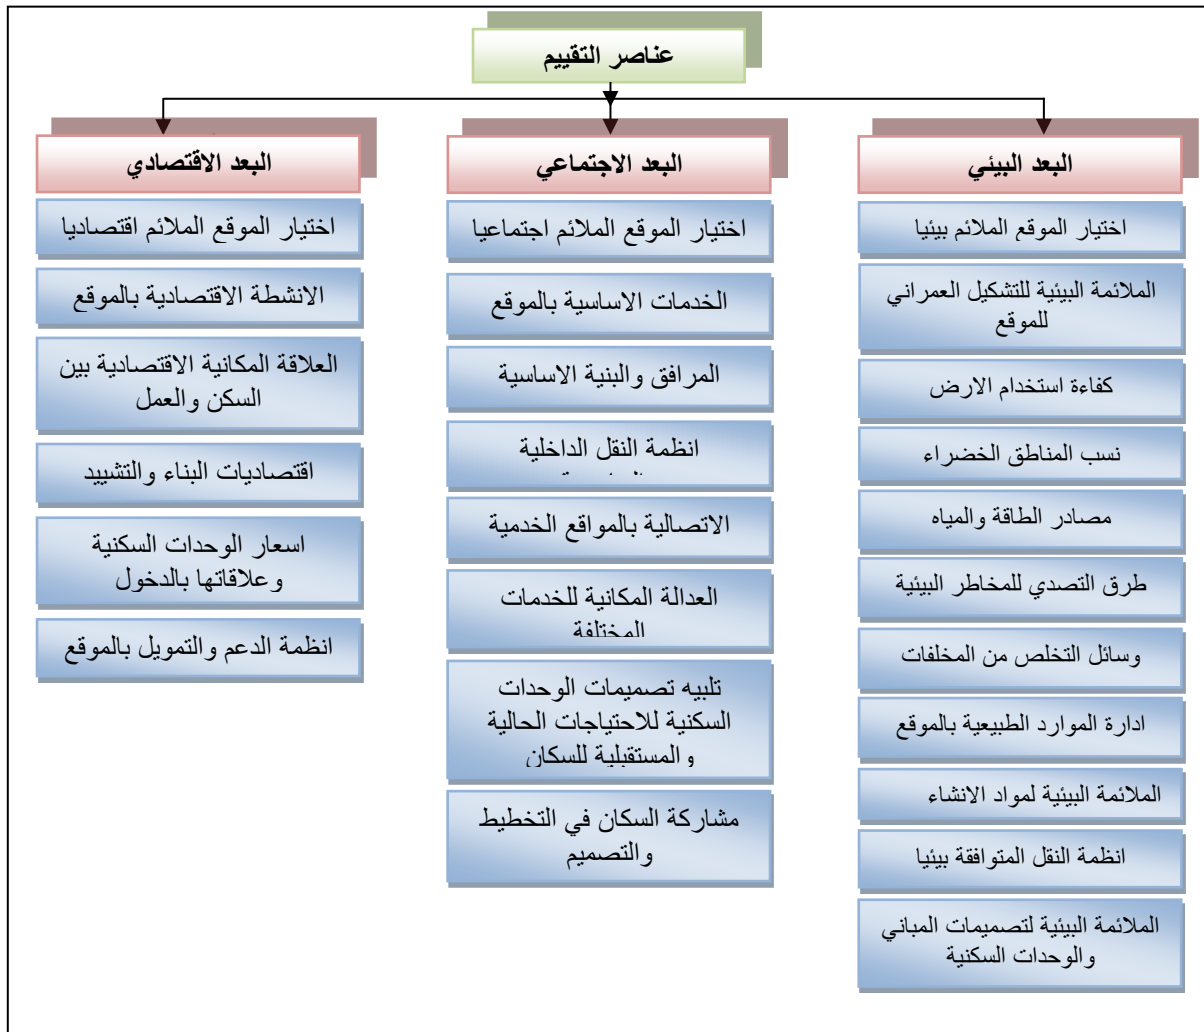 عناصر التقييم
البعد البيئي
اختيار الموقع الملائم بيئيا
الملائمة البيئية للتشكيل العمراني
للموقع
كفاءة استخدام الارض
نسب المناطق الخضراء
مصادر الطاقة والمياه
طرق التصدي للمخاطر البيئية
وسائل التخلص من المخلفات
ادارة الموارد الطبيعية بالموقع
الملائمة البيئية لمواد الانشاء
انظمة النقل المتوافقة بيئيا
الملائمة البيئية لتصميمات المباني
والوحدات السكنية
البعد الاجتماعي
اختيار الموقع الملائم اجتماعيا
الخدمات الاساسية بالموقع
المرافق والبنية الاساسية
انظمة النقل الداخلية
الاتصالية بالمواقع الخدمية
العدالة المكانية للخدمات
المختلفة
تلبيه تصميمات الوحدات
السكنية للاحتياجات الحالية
والمستقبلية للسكان
مشاركة السكان في التخطيط
والتصميم
البعد الاقتصادي
اختيار الموقع الملائم اقتصاديا
الانشطة الاقتصادية بالموقع
العلاقة المكانية الاقتصادية بين
السكن والعمل
اقتصاديات البناء والتشييد
اسعار الوحدات السكنية
وعلاقاتها بالدخول
انظمة الدعم والتمويل بالموقع